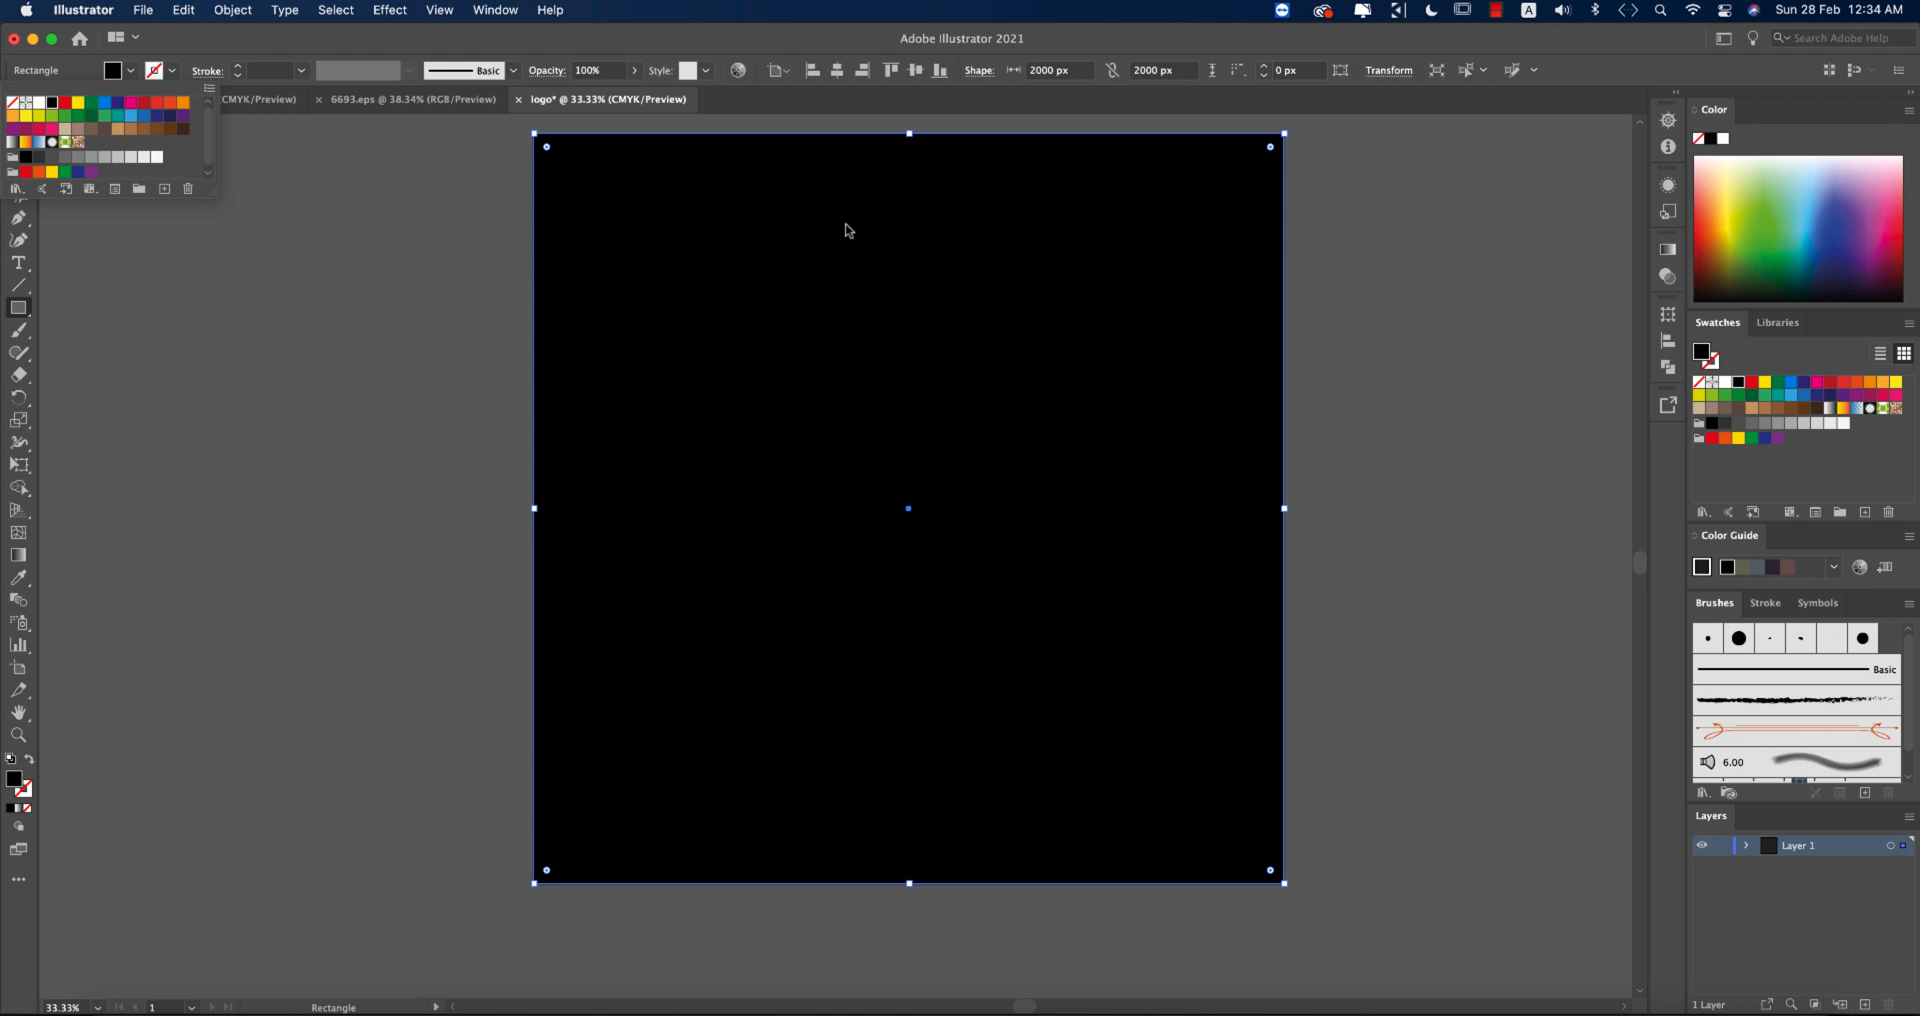 Illustrator File Edit Object Type Select Effect View Window Help A Sun 28 Feb 12:34 AM
Adobe Illustrator 2021 Search Adobe Help
Rectangle Stroke: Basic Opacity: 100% Style: Shape: 2000 px 2000 px 0 px Transform
CMYK/Preview) × 6693.eps @ 38.34% (RGB/Preview) × logo* @ 33.33% (CMYK/Preview)
Color
Swatches Libraries
Color Guide
Brushes Stroke Symbols
Basic
6.00
Layers
Layer 1
33.33% 1 Rectangle 1 Layer